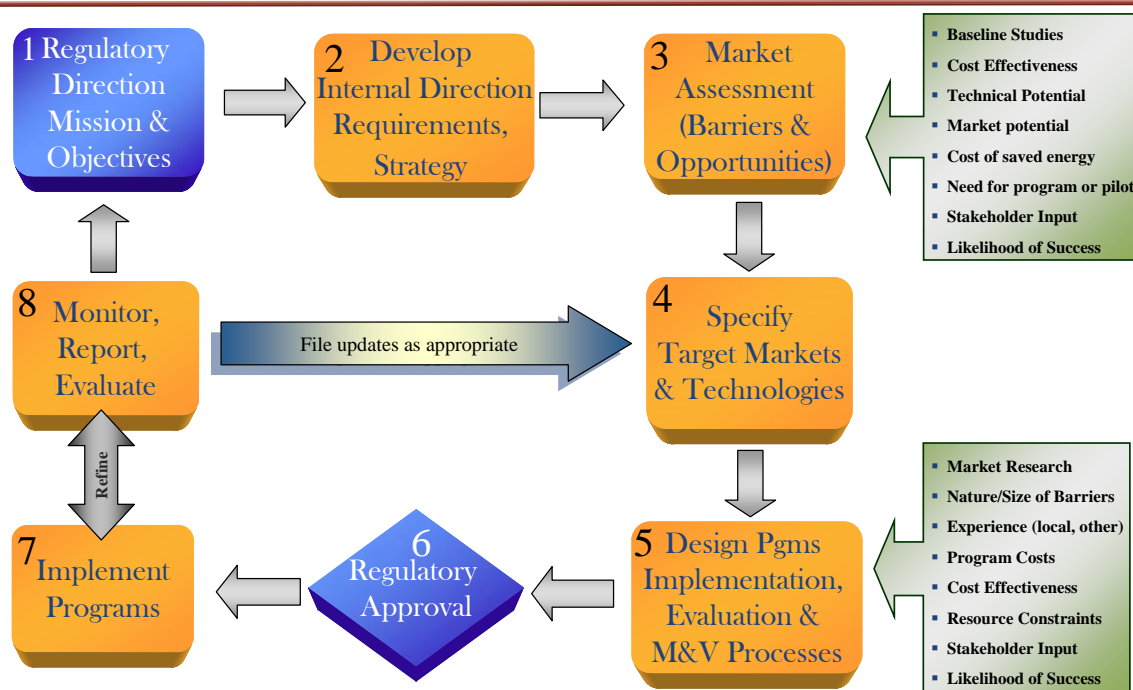 1 Regulatory
Direction
Mission &
Objectives
2 Develop
Internal Direction
Requirements,
Strategy
3 Market
Assessment
(Barriers &
Opportunities)
Baseline Studies
Cost Effectiveness
Technical Potential
Market potential
Cost of saved energy
Need for program or pilot
Stakeholder Input
Likelihood of Success
8 Monitor,
Report,
Evaluate
File updates as appropriate
4 Specify
Target Markets
& Technologies
Refine
7 Implement
Programs
6
Regulatory
Approval
5 Design Pgms
Implementation,
Evaluation &
M&V Processes
Market Research
Nature/Size of Barriers
Experience (local, other)
Program Costs
Cost Effectiveness
Resource Constraints
Stakeholder Input
Likelihood of Success